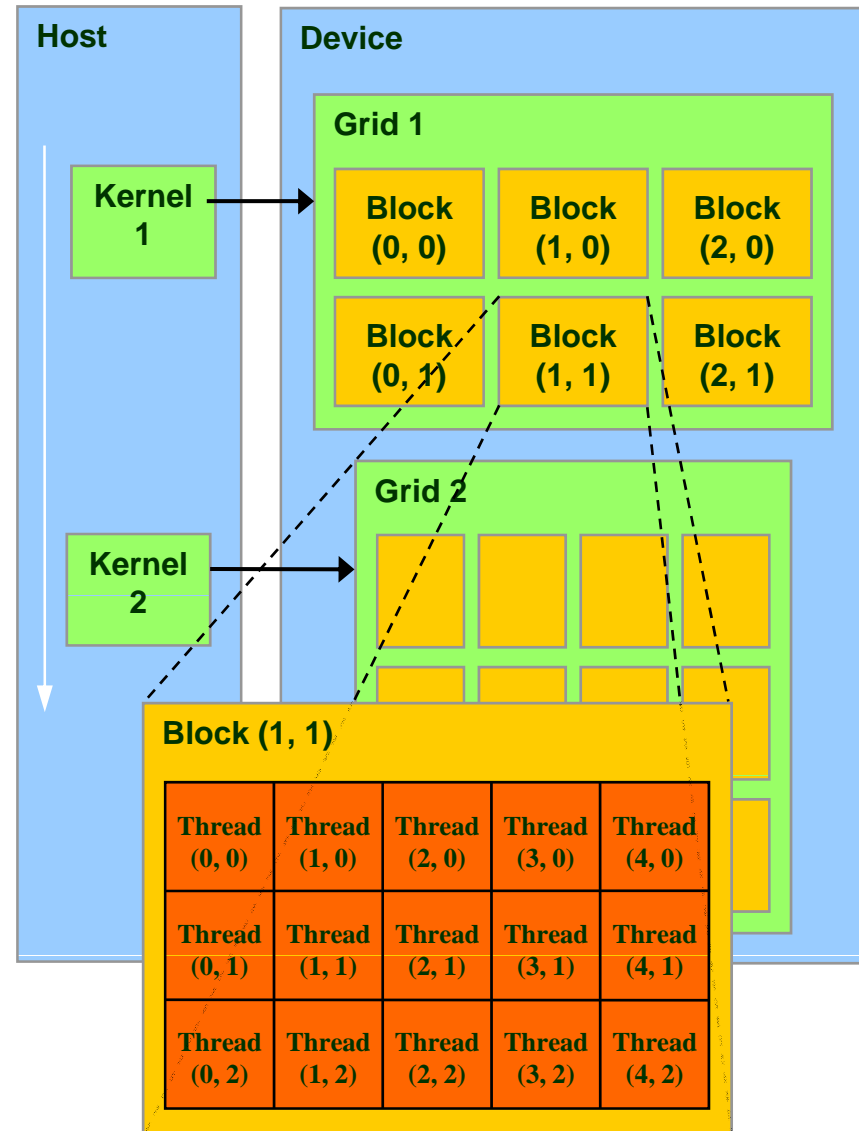 Host
Device
Grid 1
Kernel
1
Block
(0, 0)
Block
(1, 0)
Block
(2, 0)
Block
(0, 1)
Block
(1, 1)
Block
(2, 1)
Grid 2
Kernel
2
Block (1, 1)
Thread
(0, 0)
Thread
(1, 0)
Thread
(2, 0)
Thread
(3, 0)
Thread
(4, 0)
Thread
(0, 1)
Thread
(1, 1)
Thread
(2, 1)
Thread
(3, 1)
Thread
(4, 1)
Thread
(0, 2)
Thread
(1, 2)
Thread
(2, 2)
Thread
(3, 2)
Thread
(4, 2)